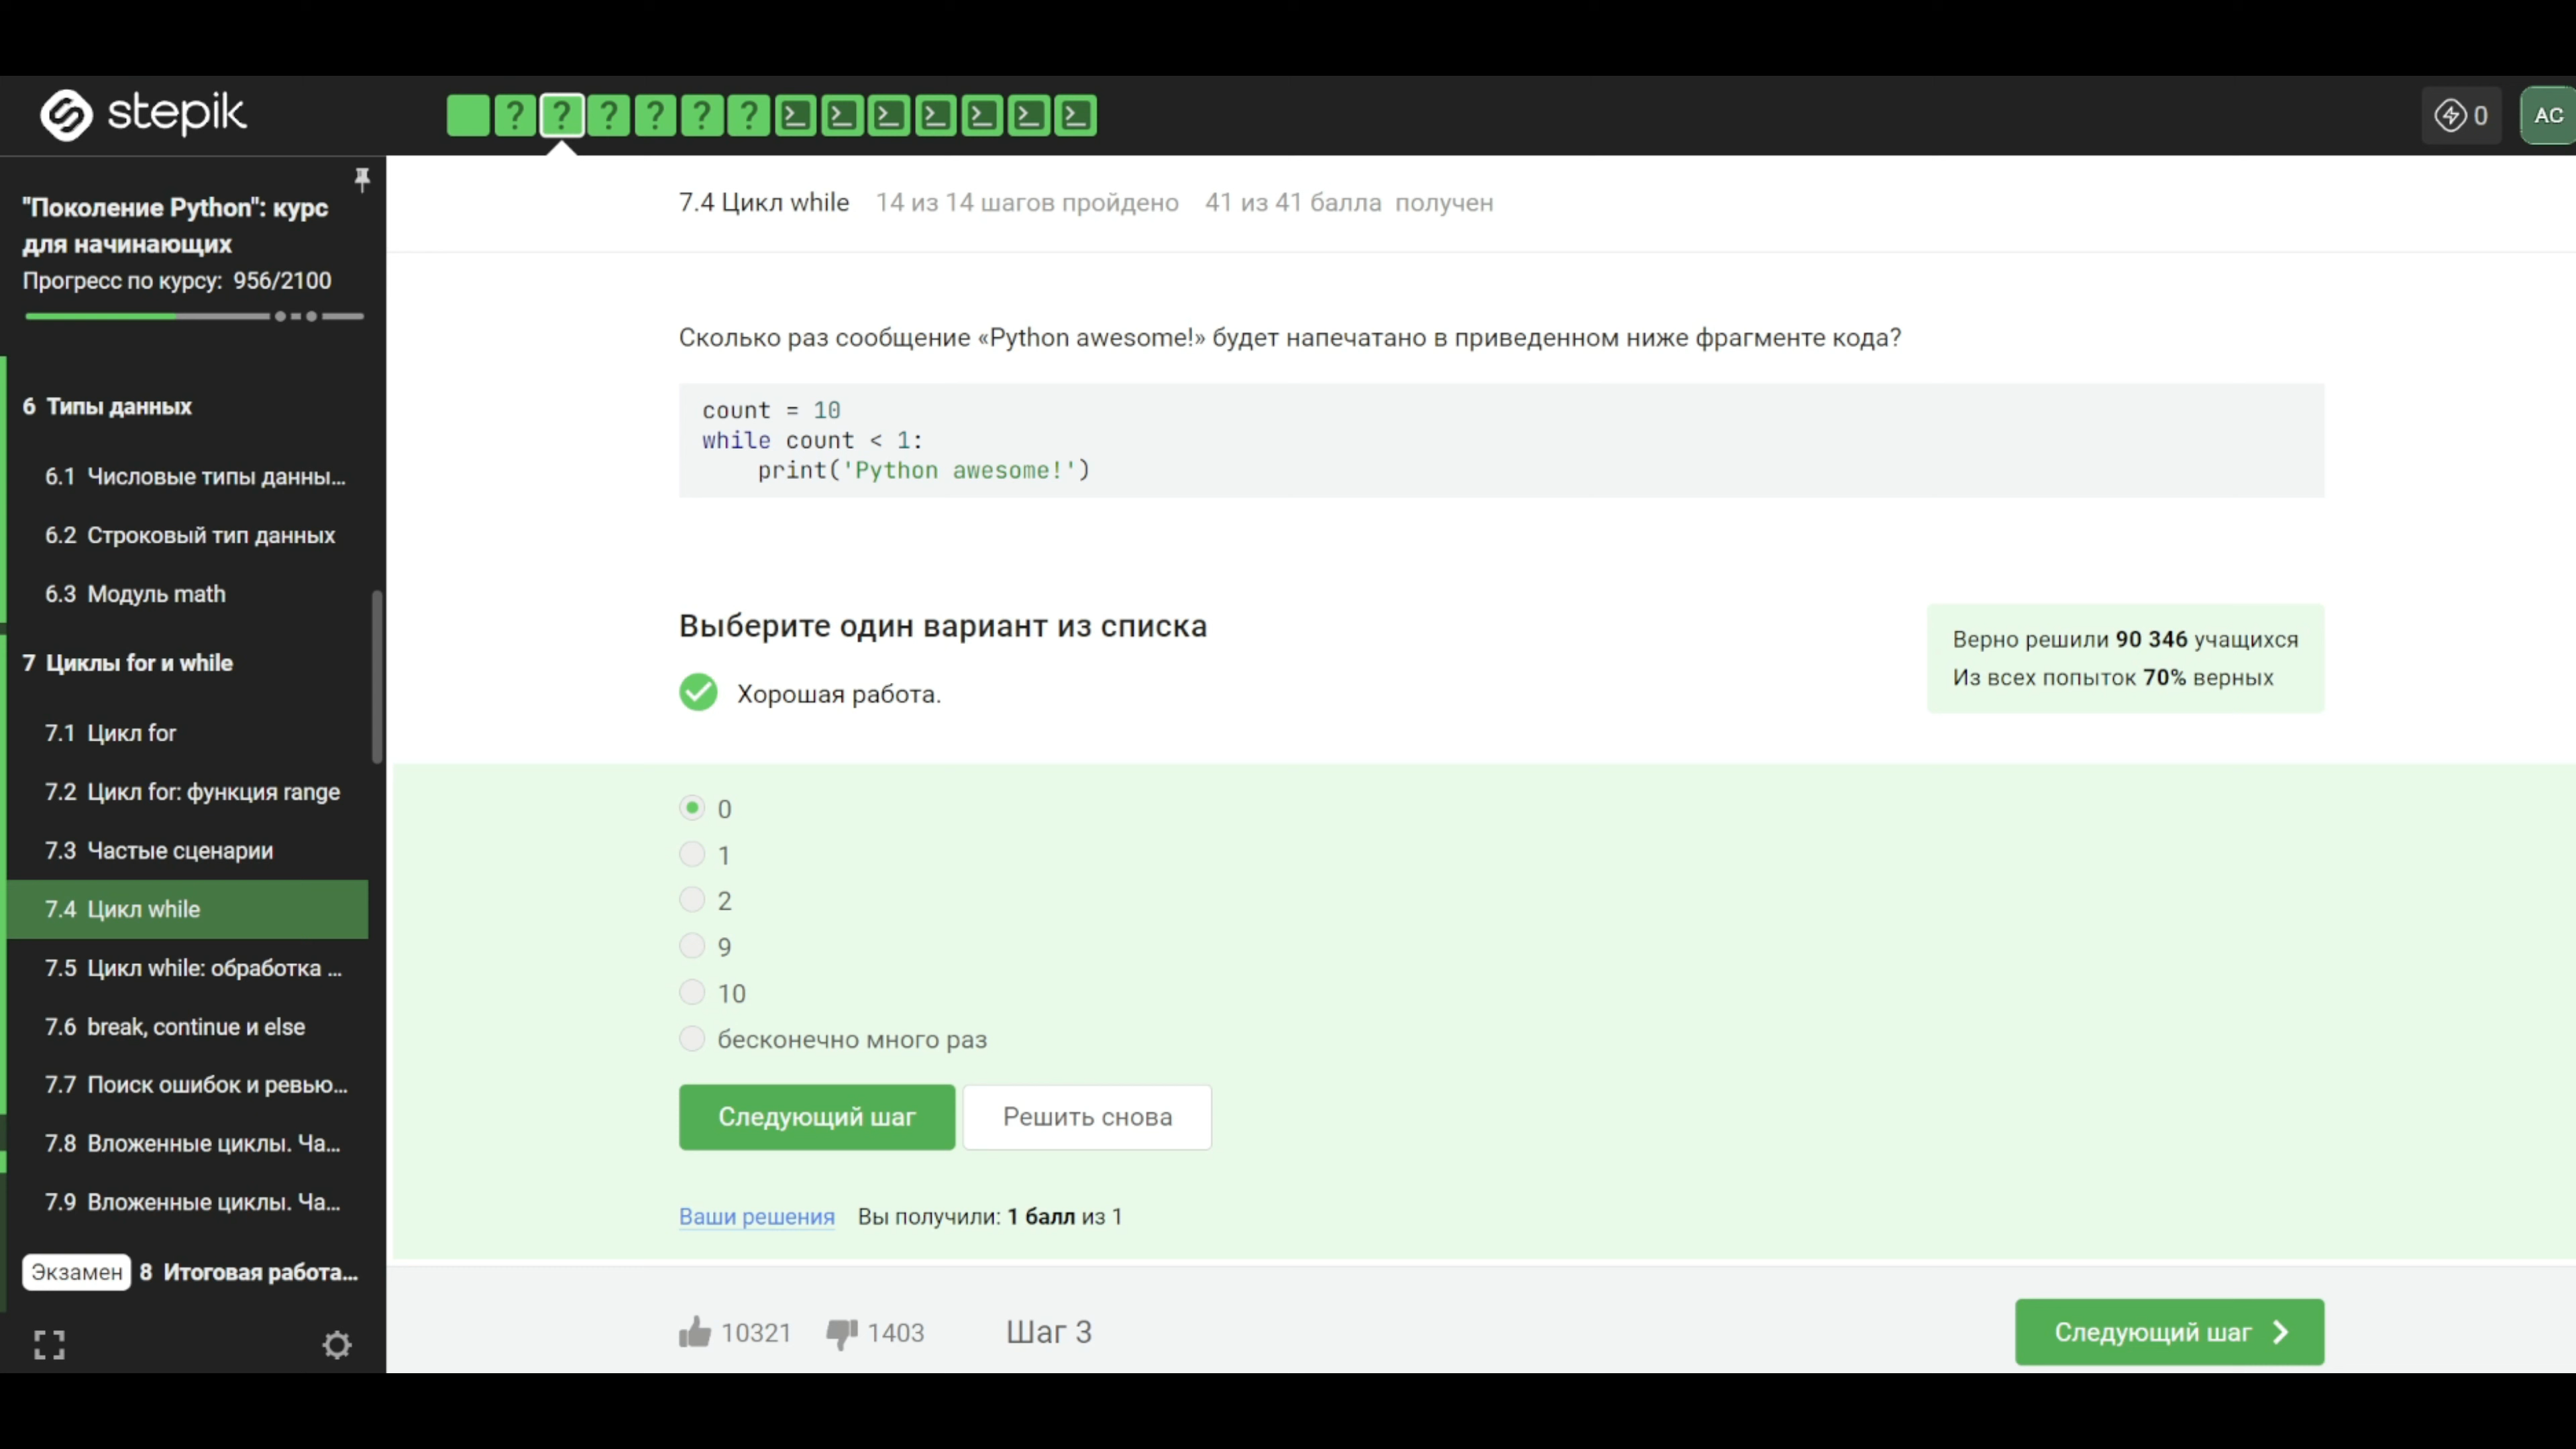 stepik
? ? ? ? ? ?
0
AC
"Поколение Python": курс
для начинающих
Прогресс по курсу: 956/2100
6 Типы данных
6.1 Числовые типы данны...
6.2 Строковый тип данных
6.3 Модуль math
7 Циклы for и while
7.1 Цикл for
7.2 Цикл for: функция range
7.3 Частые сценарии
7.4 Цикл while
7.5 Цикл while: обработка ...
7.6 break, continue и else
7.7 Поиск ошибок и ревью...
7.8 Вложенные циклы. Ча...
7.9 Вложенные циклы. Ча...
Экзамен 8 Итоговая работа...
7.4 Цикл while 14 из 14 шагов пройдено 41 из 41 балла получен
Сколько раз сообщение «Python awesome!» будет напечатано в приведенном ниже фрагменте кода?
count = 10
while count < 1:
    print('Python awesome!')
Выберите один вариант из списка
Хорошая работа.
Верно решили 90 346 учащихся
Из всех попыток 70% верных
0
1
2
9
10
бесконечно много раз
Следующий шаг Решить снова
Ваши решения Вы получили: 1 балл из 1
10321 1403 Шаг 3
Следующий шаг